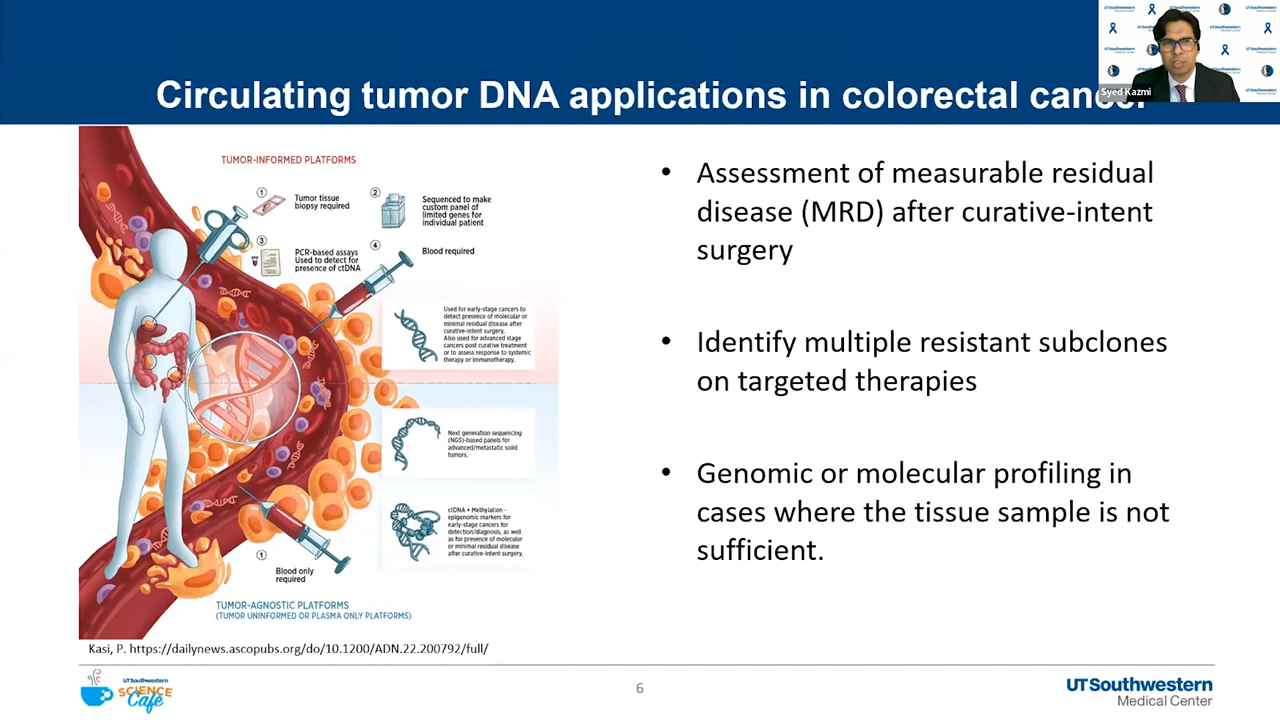 Circulating tumor DNA applications in colorectal cancer
UTSouthwestern
Medical Center
Syed Kazmi
TUMOR-INFORMED PLATFORMS
1
Tumor tissue
biopsy required
2
Sequenced to make
custom panel of
limited genes for
individual patient
3
PCR-based assays
Used to detect for
presence of ctDNA
4
Blood required
Used for early-stage cancers to
detect presence of molecular or
minimal residual disease after
curative-intent surgery.
Also used for advanced stage
cancers post curative treatment
or to assess response to systemic
therapy or immunotherapy.
Next generation sequencing
(NGS)-based panels for
advanced/metastatic solid
tumors.
ctDNA + Methylation -
epigenomic markers for
early-stage cancers for
detection/diagnosis, as well
as for presence of molecular
or minimal residual disease
after curative-intent surgery.
1
Blood only
required
TUMOR-AGNOSTIC PLATFORMS
(TUMOR UNINFORMED OR PLASMA ONLY PLATFORMS)
• Assessment of measurable residual
disease (MRD) after curative-intent
surgery
• Identify multiple resistant subclones
on targeted therapies
• Genomic or molecular profiling in
cases where the tissue sample is not
sufficient.
Kasi, P. https://dailynews.ascopubs.org/do/10.1200/ADN.22.200792/full/
UTSouthwestern
SCIENCE
Café
6
UTSouthwestern
Medical Center